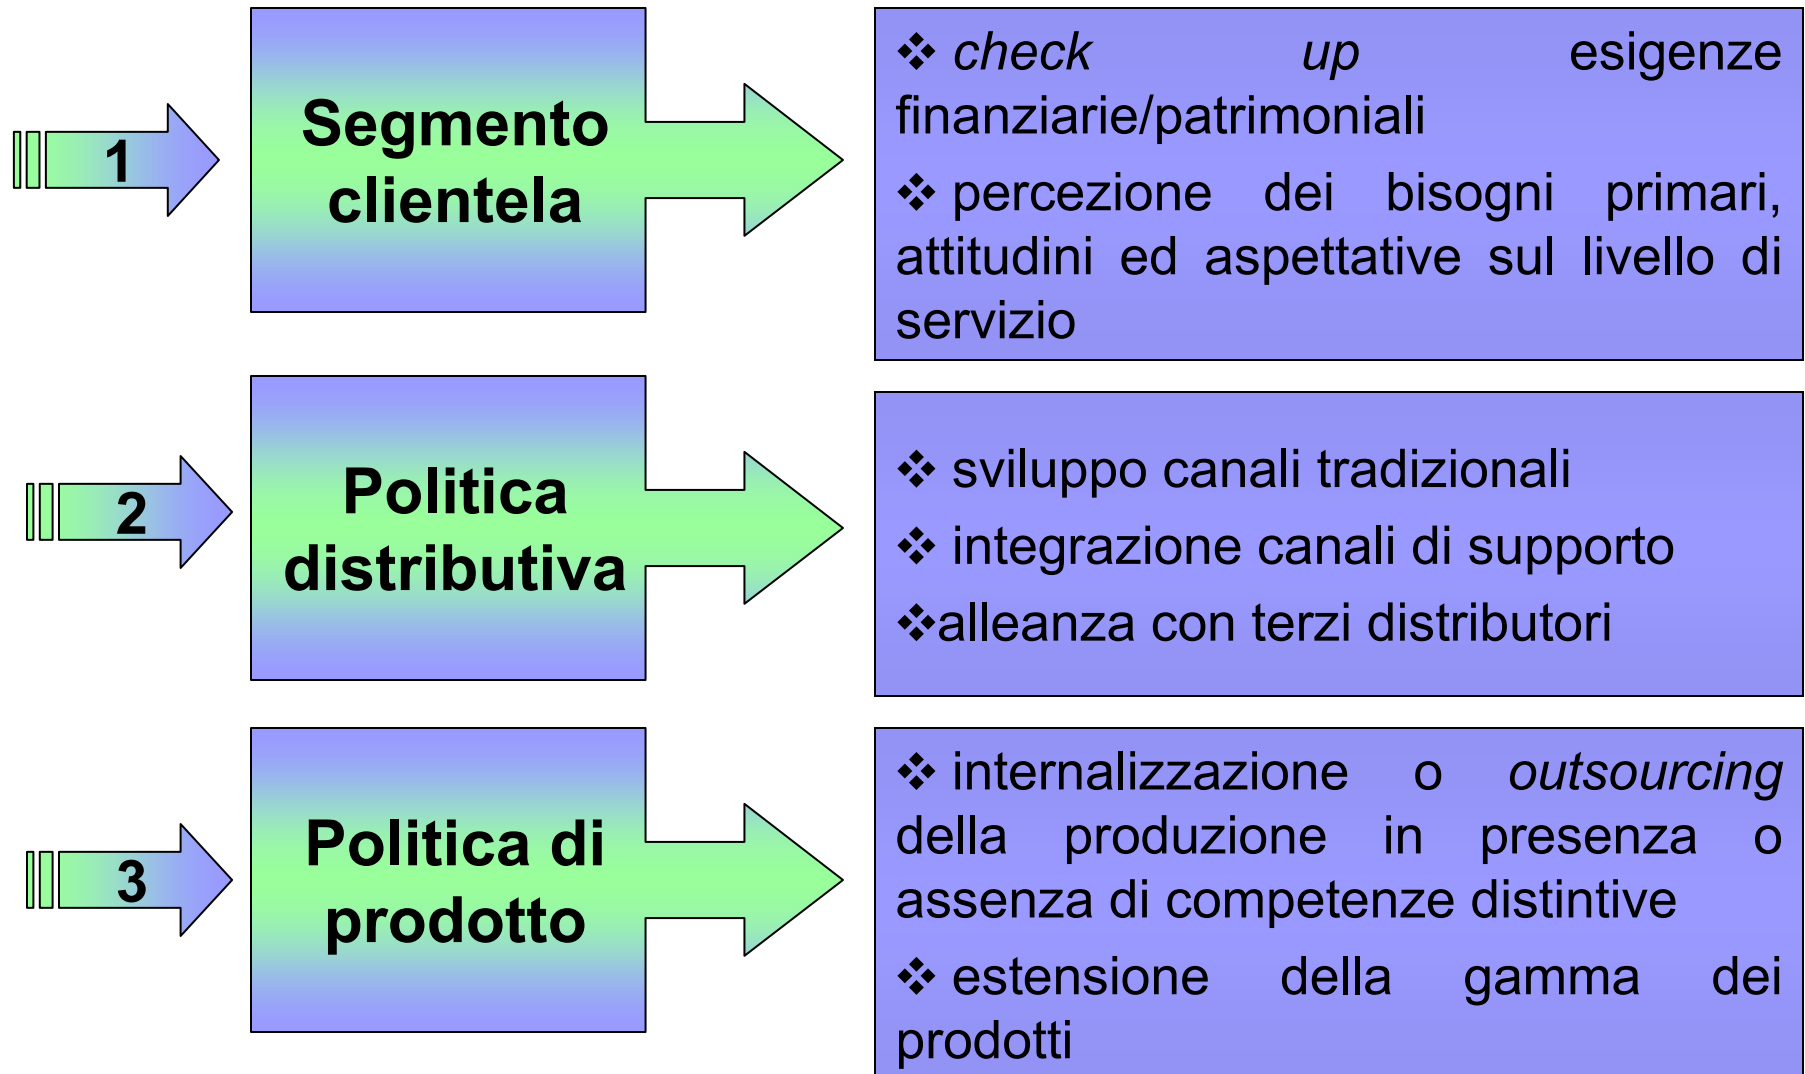 1
Segmento
clientela
❖ check up esigenze
finanziarie/patrimoniali
❖ percezione dei bisogni primari,
attitudini ed aspettative sul livello di
servizio
2
Politica
distributiva
❖ sviluppo canali tradizionali
❖ integrazione canali di supporto
❖alleanza con terzi distributori
3
Politica di
prodotto
❖ internalizzazione o outsourcing
della produzione in presenza o
assenza di competenze distintive
❖ estensione della gamma dei
prodotti